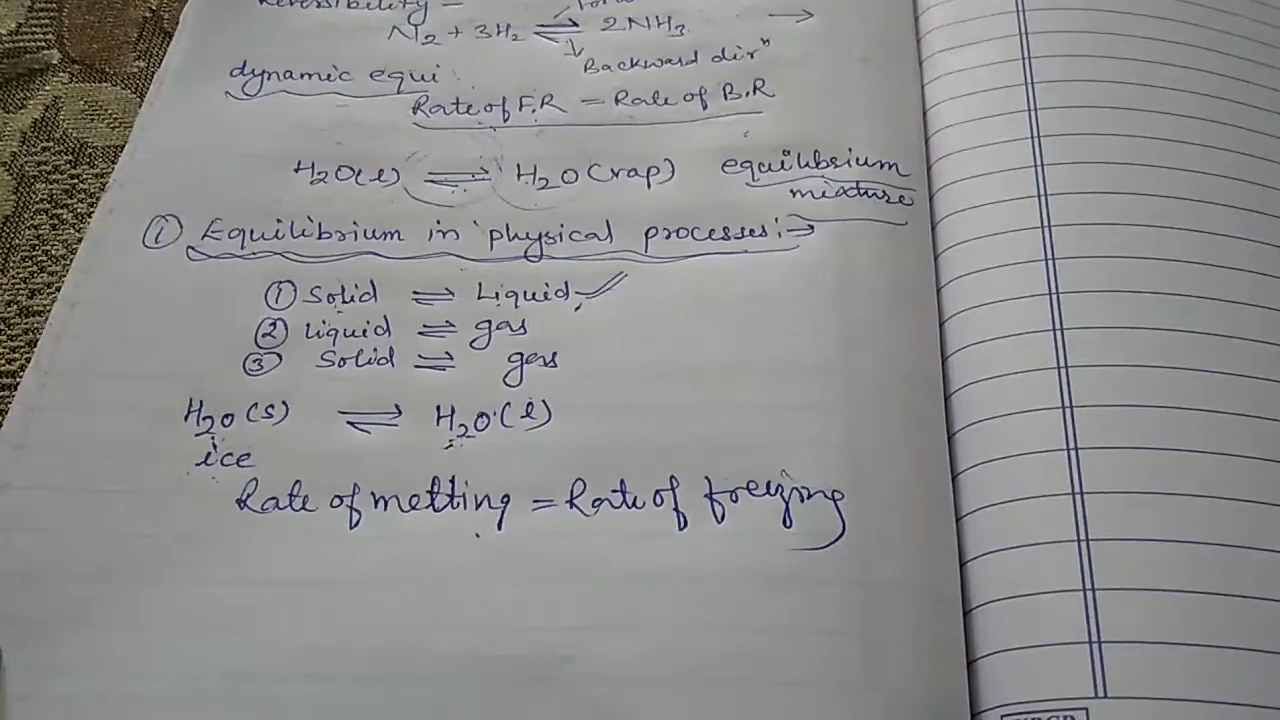 Reversibility –
N2 + 3H2 ⇌ 2NH3 →
Backward dirⁿ
dynamic equi
Rate of F.R = Rate of B.R
H2O(l) ⇌ H2O(vap) equilibrium
mixture
① Equilibrium in physical processes:→
① Solid ⇌ Liquid
② liquid ⇌ gas
③ Solid ⇌ gas
H2O(s) ⇌ H2O(l)
ice
Rate of melting = Rate of freezing